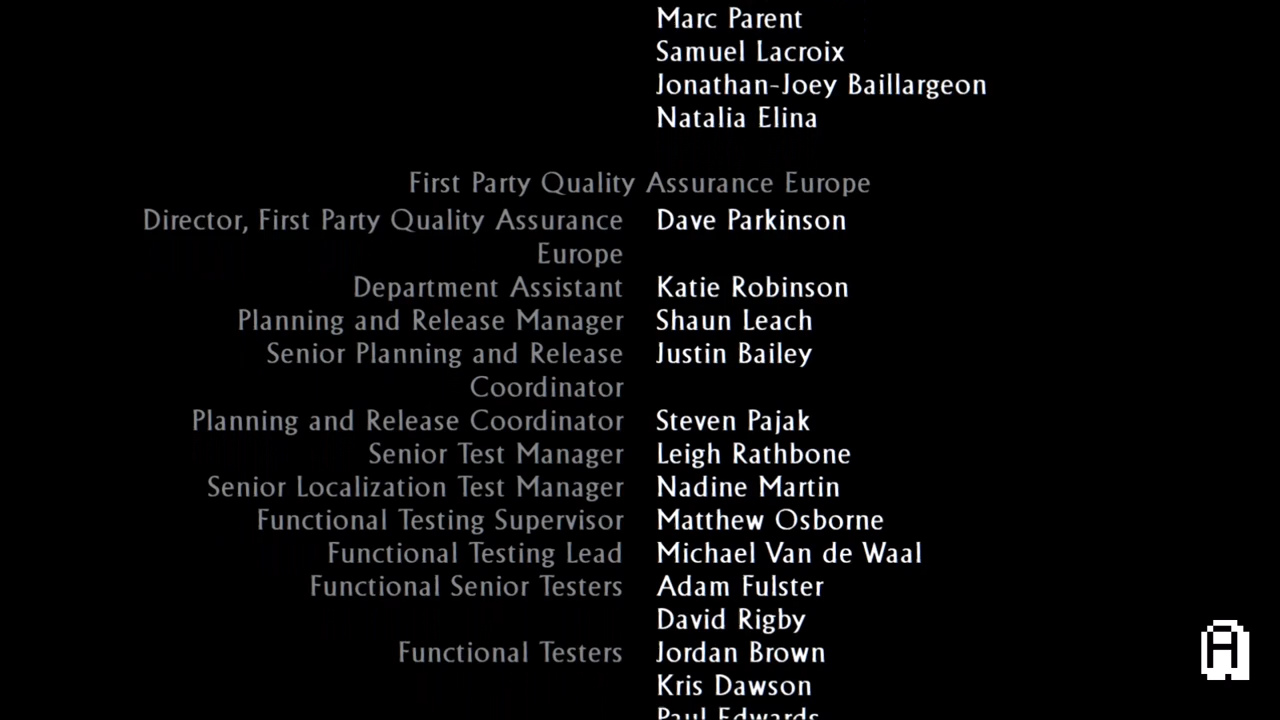 Marc Parent
Samuel Lacroix
Jonathan-Joey Baillargeon
Natalia Elina
First Party Quality Assurance Europe
Director, First Party Quality Assurance Dave Parkinson
Europe
Department Assistant Katie Robinson
Planning and Release Manager Shaun Leach
Senior Planning and Release Justin Bailey
Coordinator
Planning and Release Coordinator Steven Pajak
Senior Test Manager Leigh Rathbone
Senior Localization Test Manager Nadine Martin
Functional Testing Supervisor Matthew Osborne
Functional Testing Lead Michael Van de Waal
Functional Senior Testers Adam Fulster
David Rigby
Functional Testers Jordan Brown
Kris Dawson
Paul Edwards
A